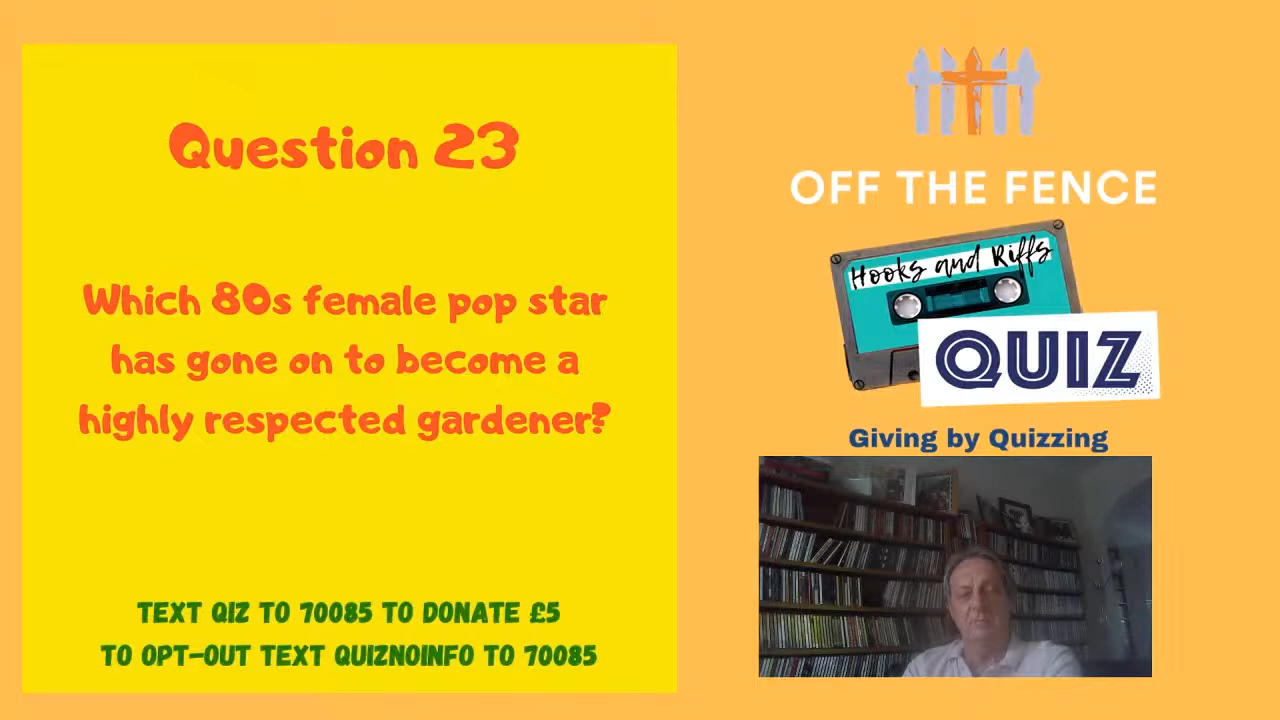 Question 23
Which 80s female pop star
has gone on to become a
highly respected gardener?
TEXT QIZ TO 70085 TO DONATE £5
TO OPT-OUT TEXT QUIZNOINFO TO 70085
OFF THE FENCE
Hooks and Riffs
QUIZ
Giving by Quizzing